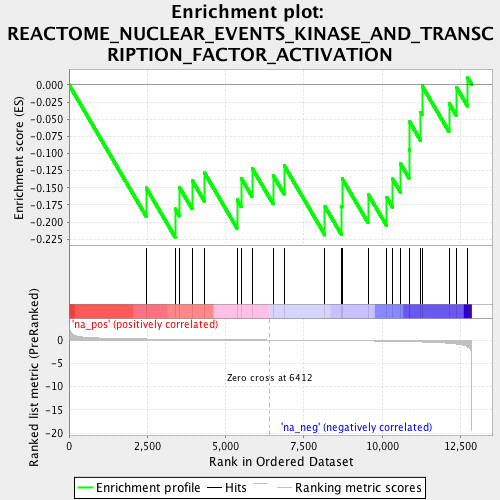 Enrichment plot:
REACTOME_NUCLEAR_EVENTS_KINASE_AND_TRANSC
RIPTION_FACTOR_ACTIVATION
Enrichment score (ES)
0.000
-0.025
-0.050
-0.075
-0.100
-0.125
-0.150
-0.175
-0.200
-0.225
'na_pos' (positively correlated)
Ranked list metric (PreRanked)
0
-5
-10
-15
-20
Zero cross at 6412
'na_neg' (negatively correlated)
0 2,500 5,000 7,500 10,000 12,500
Rank in Ordered Dataset
Enrichment profile Hits Ranking metric scores